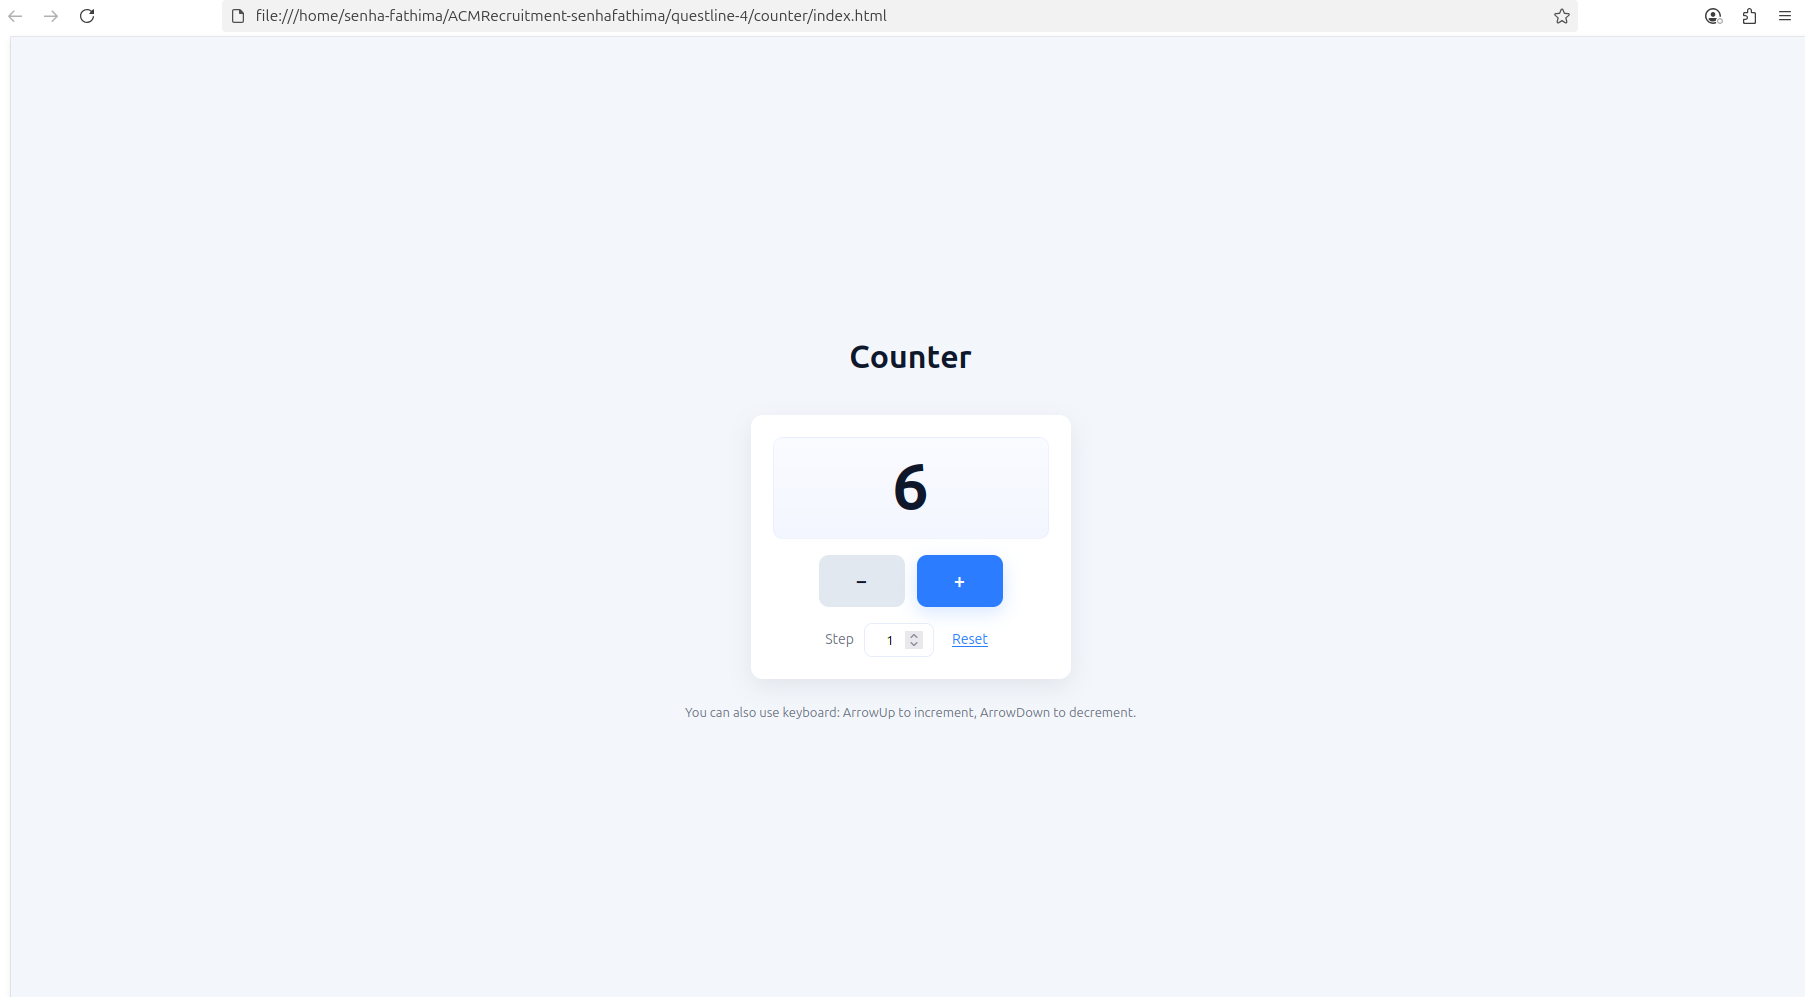 file:///home/senha-fathima/ACMRecruitment-senhafathima/questline-4/counter/index.html
Counter
6
− +
Step 1 Reset
You can also use keyboard: ArrowUp to increment, ArrowDown to decrement.